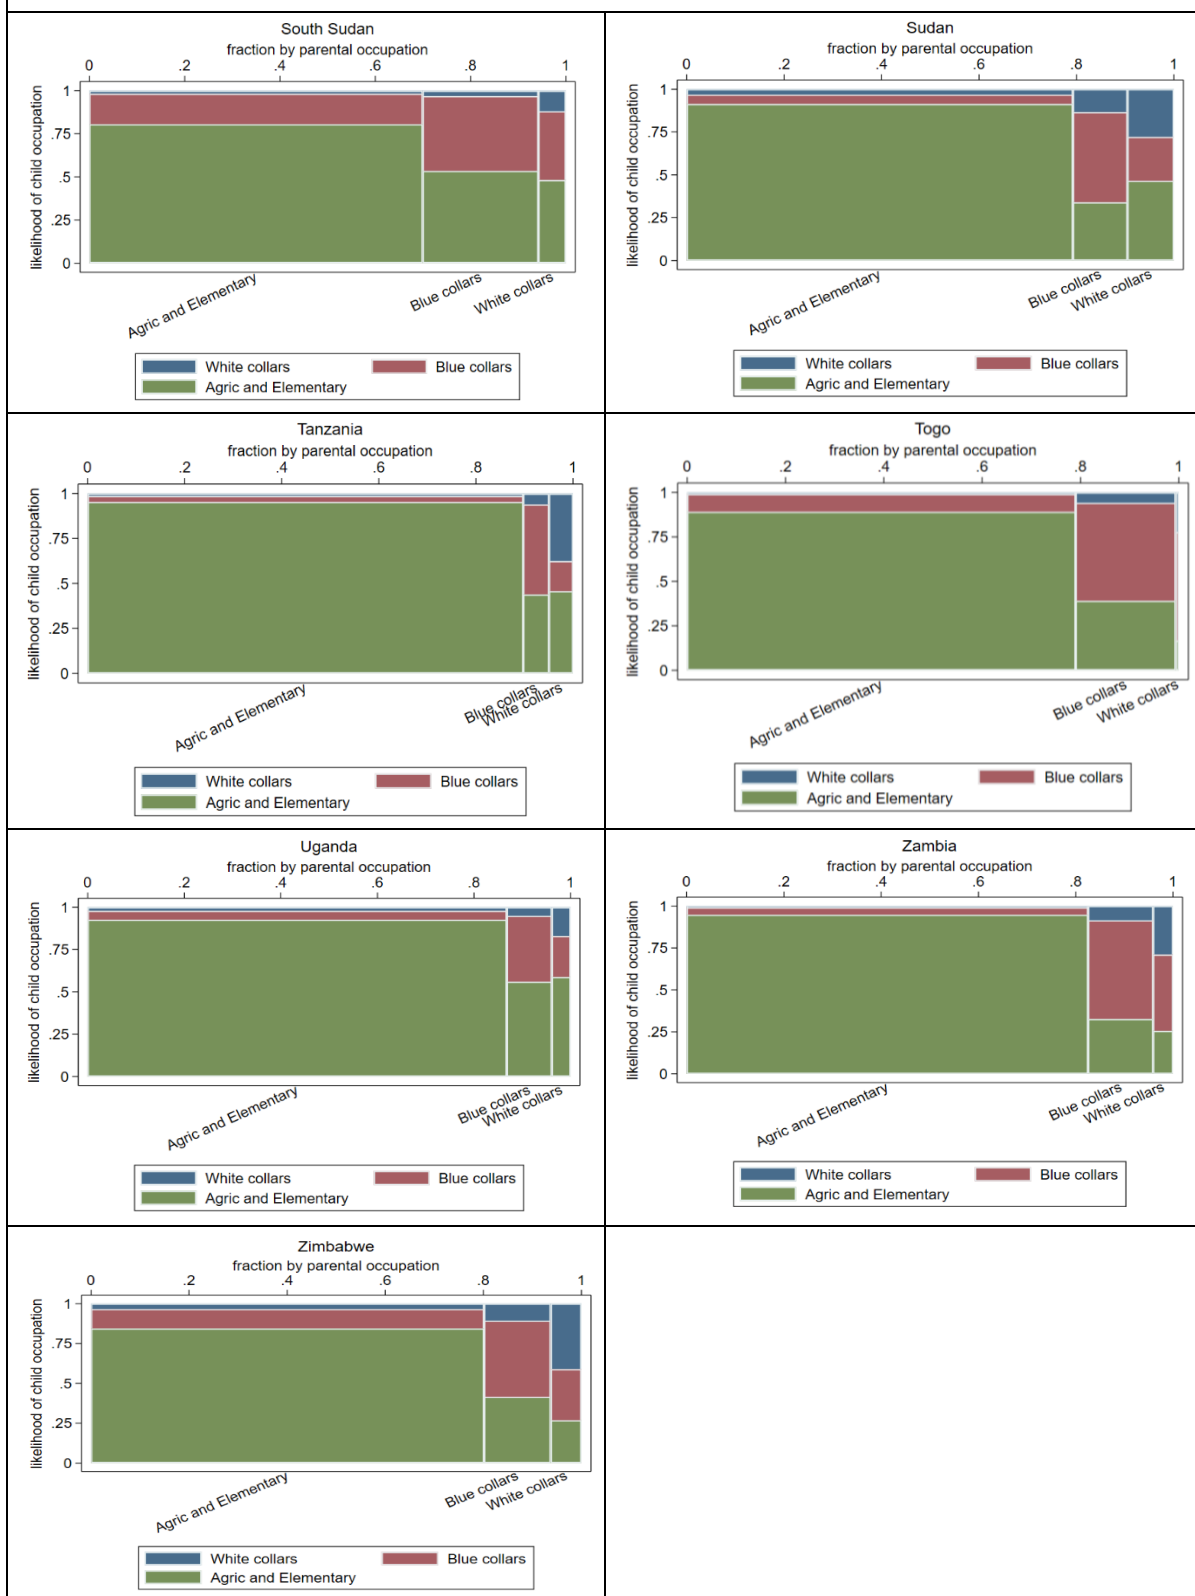 South Sudan
fraction by parental occupation
0 .2 .4 .6 .8 1
likelihood of child occupation
1
.75
.5
.25
0
Agric and Elementary
Blue collars
White collars
White collars Blue collars
Agric and Elementary
Sudan
fraction by parental occupation
0 .2 .4 .6 .8 1
likelihood of child occupation
1
.75
.5
.25
0
Agric and Elementary
Blue collars
White collars
White collars Blue collars
Agric and Elementary
Tanzania
fraction by parental occupation
0 .2 .4 .6 .8 1
likelihood of child occupation
1
.75
.5
.25
0
Agric and Elementary
Blue collars
White collars
White collars Blue collars
Agric and Elementary
Togo
fraction by parental occupation
0 .2 .4 .6 .8 1
likelihood of child occupation
1
.75
.5
.25
0
Agric and Elementary
Blue collars
White collars
White collars Blue collars
Agric and Elementary
Uganda
fraction by parental occupation
0 .2 .4 .6 .8 1
likelihood of child occupation
1
.75
.5
.25
0
Agric and Elementary
Blue collars
White collars
White collars Blue collars
Agric and Elementary
Zambia
fraction by parental occupation
0 .2 .4 .6 .8 1
likelihood of child occupation
1
.75
.5
.25
0
Agric and Elementary
Blue collars
White collars
White collars Blue collars
Agric and Elementary
Zimbabwe
fraction by parental occupation
0 .2 .4 .6 .8 1
likelihood of child occupation
1
.75
.5
.25
0
Agric and Elementary
Blue collars
White collars
White collars Blue collars
Agric and Elementary